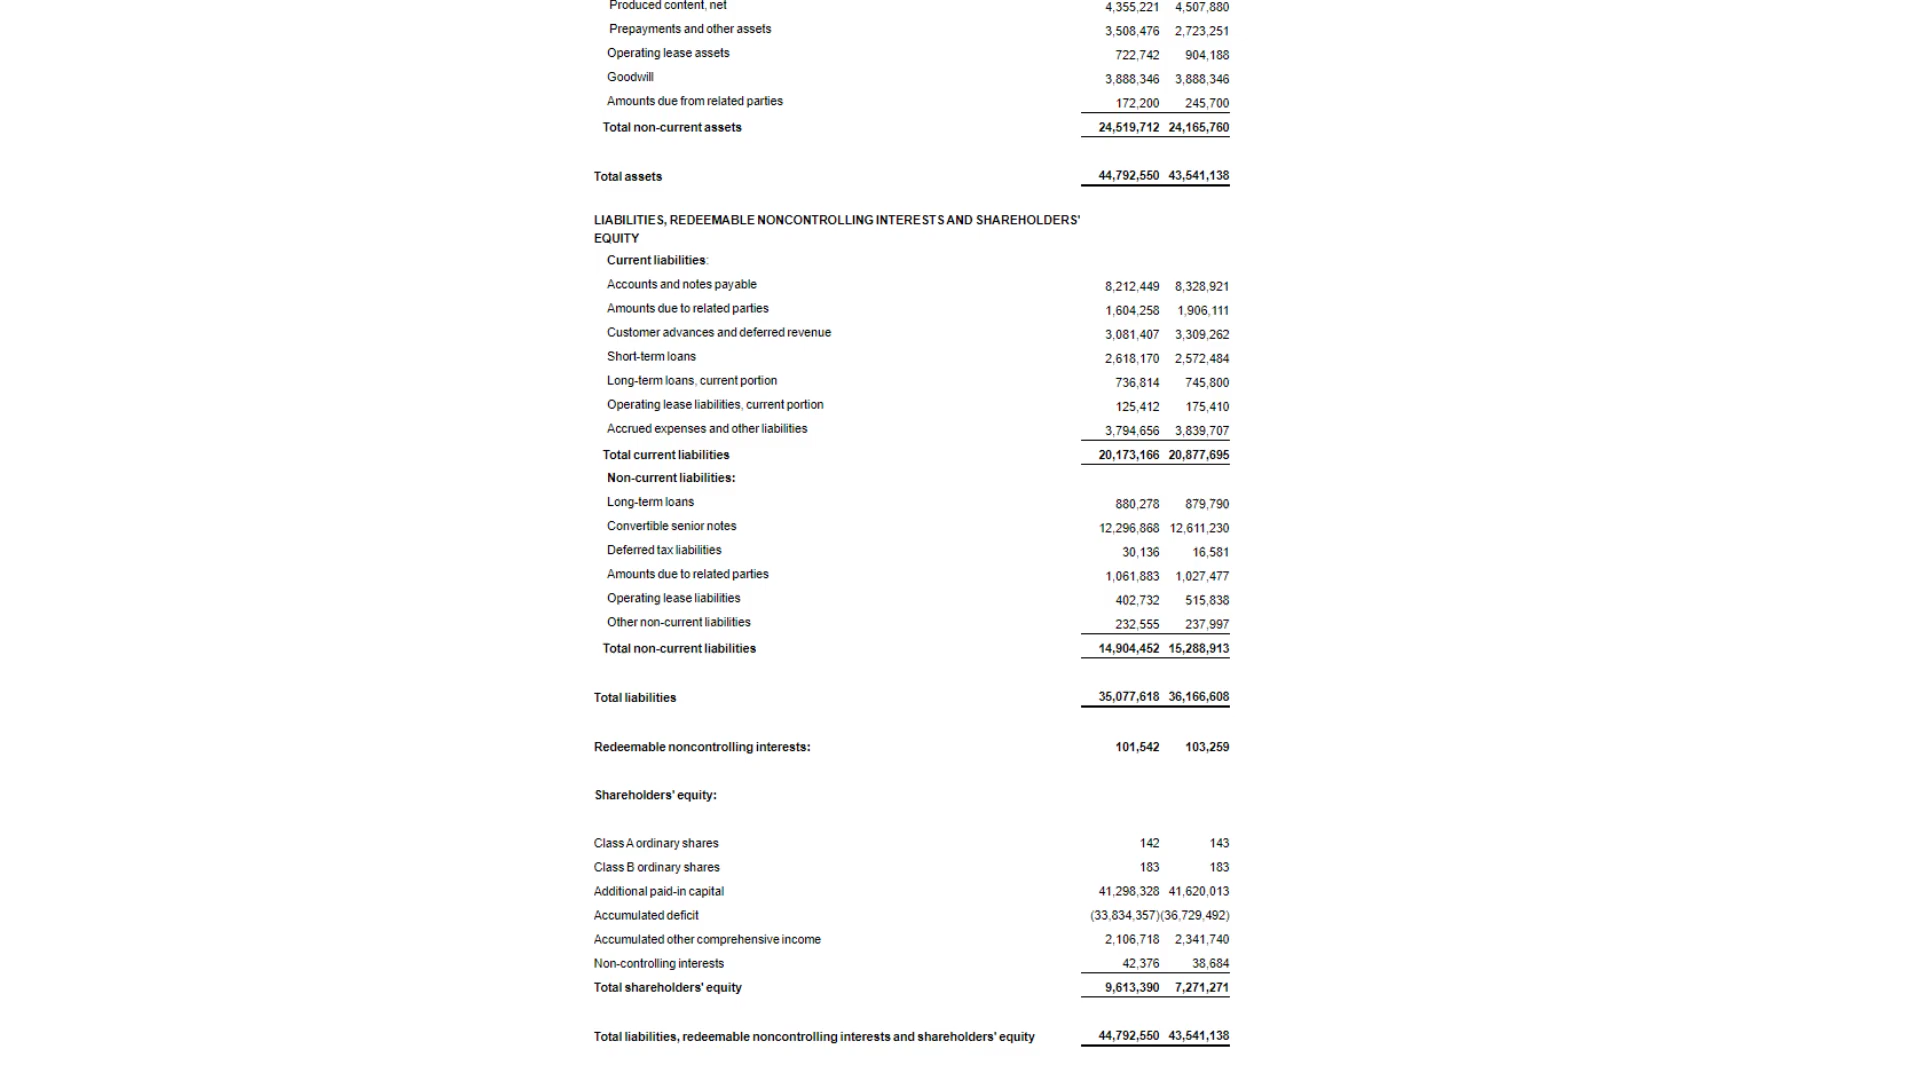 Produced content, net 4,355,221 4,507,880
Prepayments and other assets 3,508,476 2,723,251
Operating lease assets 722,742 904,188
Goodwill 3,888,346 3,888,346
Amounts due from related parties 172,200 245,700
Total non-current assets 24,519,712 24,165,760
Total assets 44,792,550 43,541,138
LIABILITIES, REDEEMABLE NONCONTROLLING INTERESTS AND SHAREHOLDERS'
EQUITY
Current liabilities:
Accounts and notes payable 8,212,449 8,328,921
Amounts due to related parties 1,604,258 1,906,111
Customer advances and deferred revenue 3,081,407 3,309,262
Short-term loans 2,618,170 2,572,484
Long-term loans, current portion 736,814 745,800
Operating lease liabilities, current portion 125,412 175,410
Accrued expenses and other liabilities 3,794,656 3,839,707
Total current liabilities 20,173,166 20,877,695
Non-current liabilities:
Long-term loans 880,278 879,790
Convertible senior notes 12,296,868 12,611,230
Deferred tax liabilities 30,136 16,581
Amounts due to related parties 1,061,883 1,027,477
Operating lease liabilities 402,732 515,838
Other non-current liabilities 232,555 237,997
Total non-current liabilities 14,904,452 15,288,913
Total liabilities 35,077,618 36,166,608
Redeemable noncontrolling interests: 101,542 103,259
Shareholders' equity:
Class A ordinary shares 142 143
Class B ordinary shares 183 183
Additional paid-in capital 41,298,328 41,620,013
Accumulated deficit (33,834,357)(36,729,492)
Accumulated other comprehensive income 2,106,718 2,341,740
Non-controlling interests 42,376 38,684
Total shareholders' equity 9,613,390 7,271,271
Total liabilities, redeemable noncontrolling interests and shareholders' equity 44,792,550 43,541,138